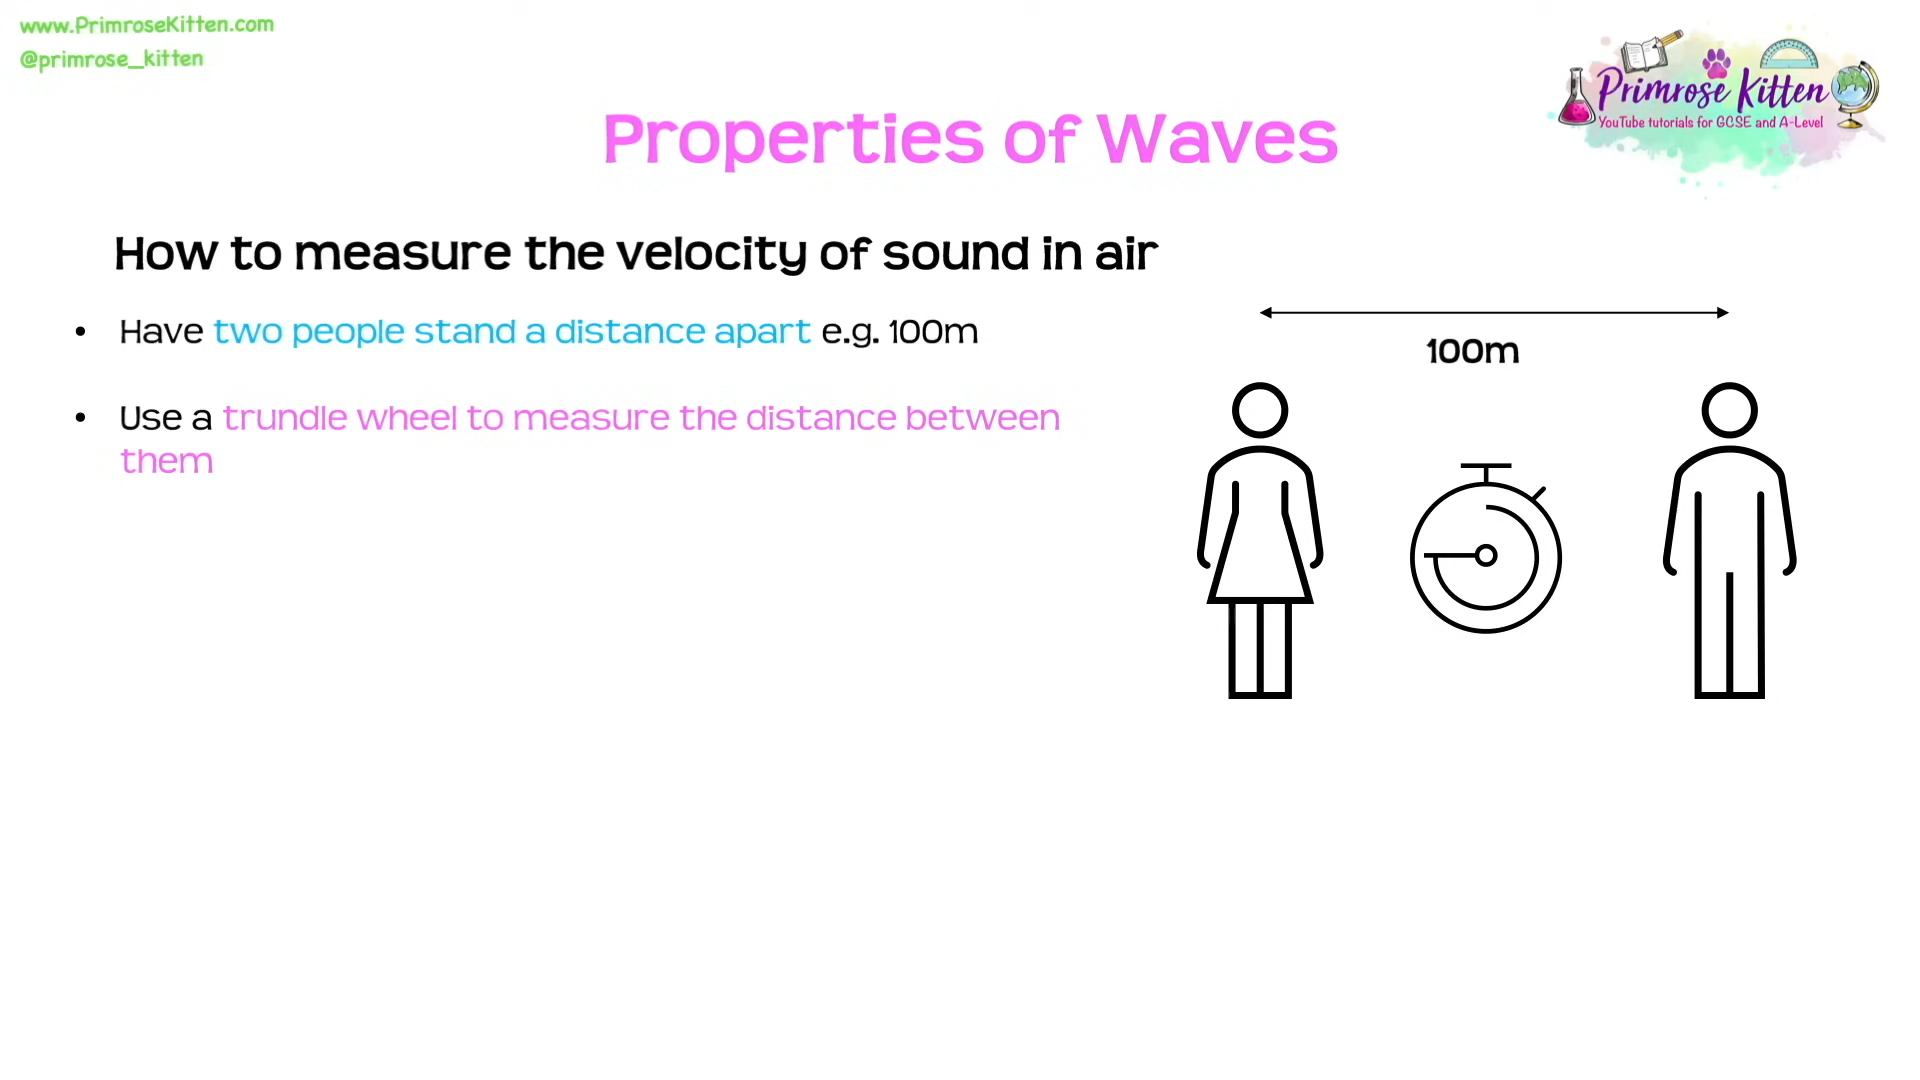 www.PrimroseKitten.com
@primrose_kitten
Primrose Kitten
YouTube tutorials for GCSE and A-Level
Properties of Waves
How to measure the velocity of sound in air
• Have two people stand a distance apart e.g. 100m
• Use a trundle wheel to measure the distance between
them
100m